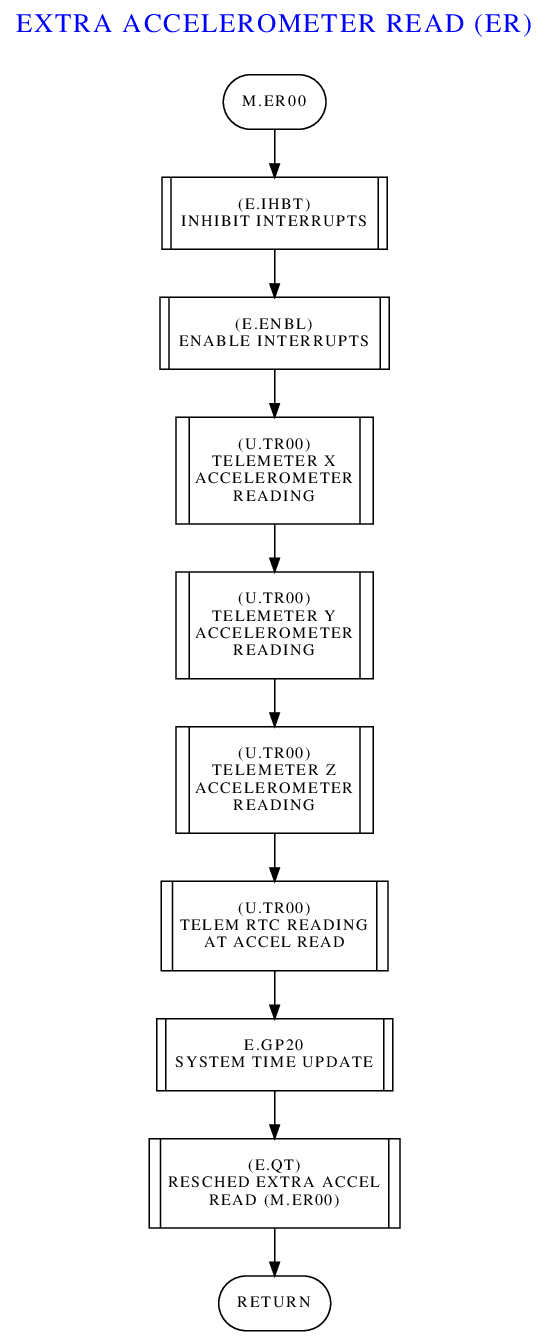 EXTRA ACCELEROMETER READ (ER)
M.ER00
(E.IHBT)
INHIBIT INTERRUPTS
(E.ENBL)
ENABLE INTERRUPTS
(U.TR00)
TELEMETER X
ACCELEROMETER
READING
(U.TR00)
TELEMETER Y
ACCELEROMETER
READING
(U.TR00)
TELEMETER Z
ACCELEROMETER
READING
(U.TR00)
TELEM RTC READING
AT ACCEL READ
E.GP20
SYSTEM TIME UPDATE
(E.QT)
RESCHED EXTRA ACCEL
READ (M.ER00)
RETURN